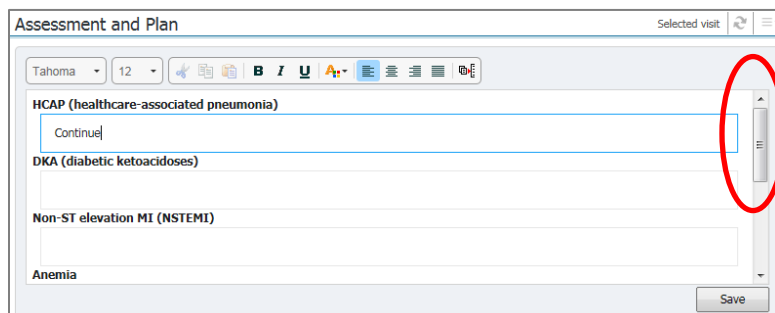 Assessment and Plan
Selected visit
Tahoma 12 B I U A
HCAP (healthcare-associated pneumonia)
Continue
DKA (diabetic ketoacidoses)
Non-ST elevation MI (NSTEMI)
Anemia
Save